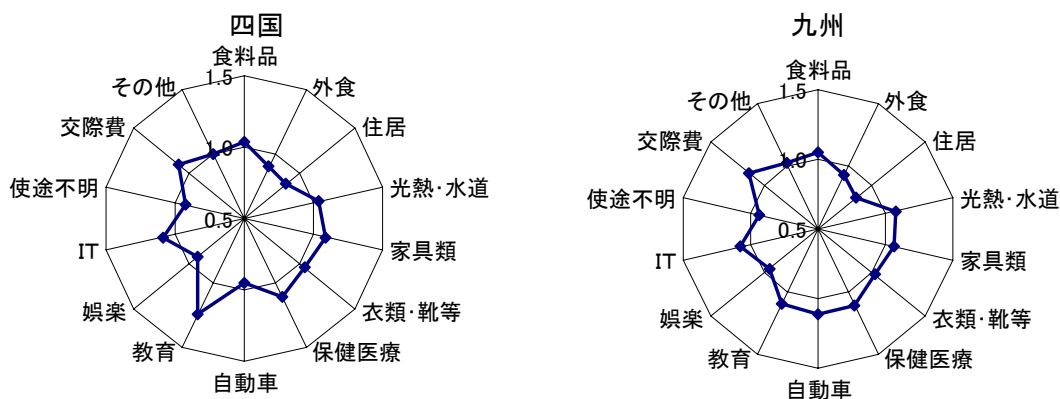 四国
食料品
1.5
外食
住居
光熱･水道
家具類
衣類･靴等
保健医療
自動車
教育
娯楽
IT
使途不明
交際費
その他
1.0
0.5
九州
食料品
1.5
外食
住居
光熱･水道
家具類
衣類･靴等
保健医療
自動車
教育
娯楽
IT
使途不明
交際費
その他
1.0
0.5